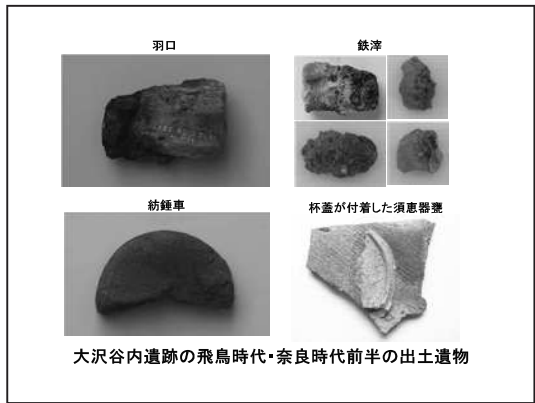 羽口
鉄滓
紡錘車
杯蓋が付着した須恵器甕
大沢谷内遺跡の飛鳥時代・奈良時代前半の出土遺物